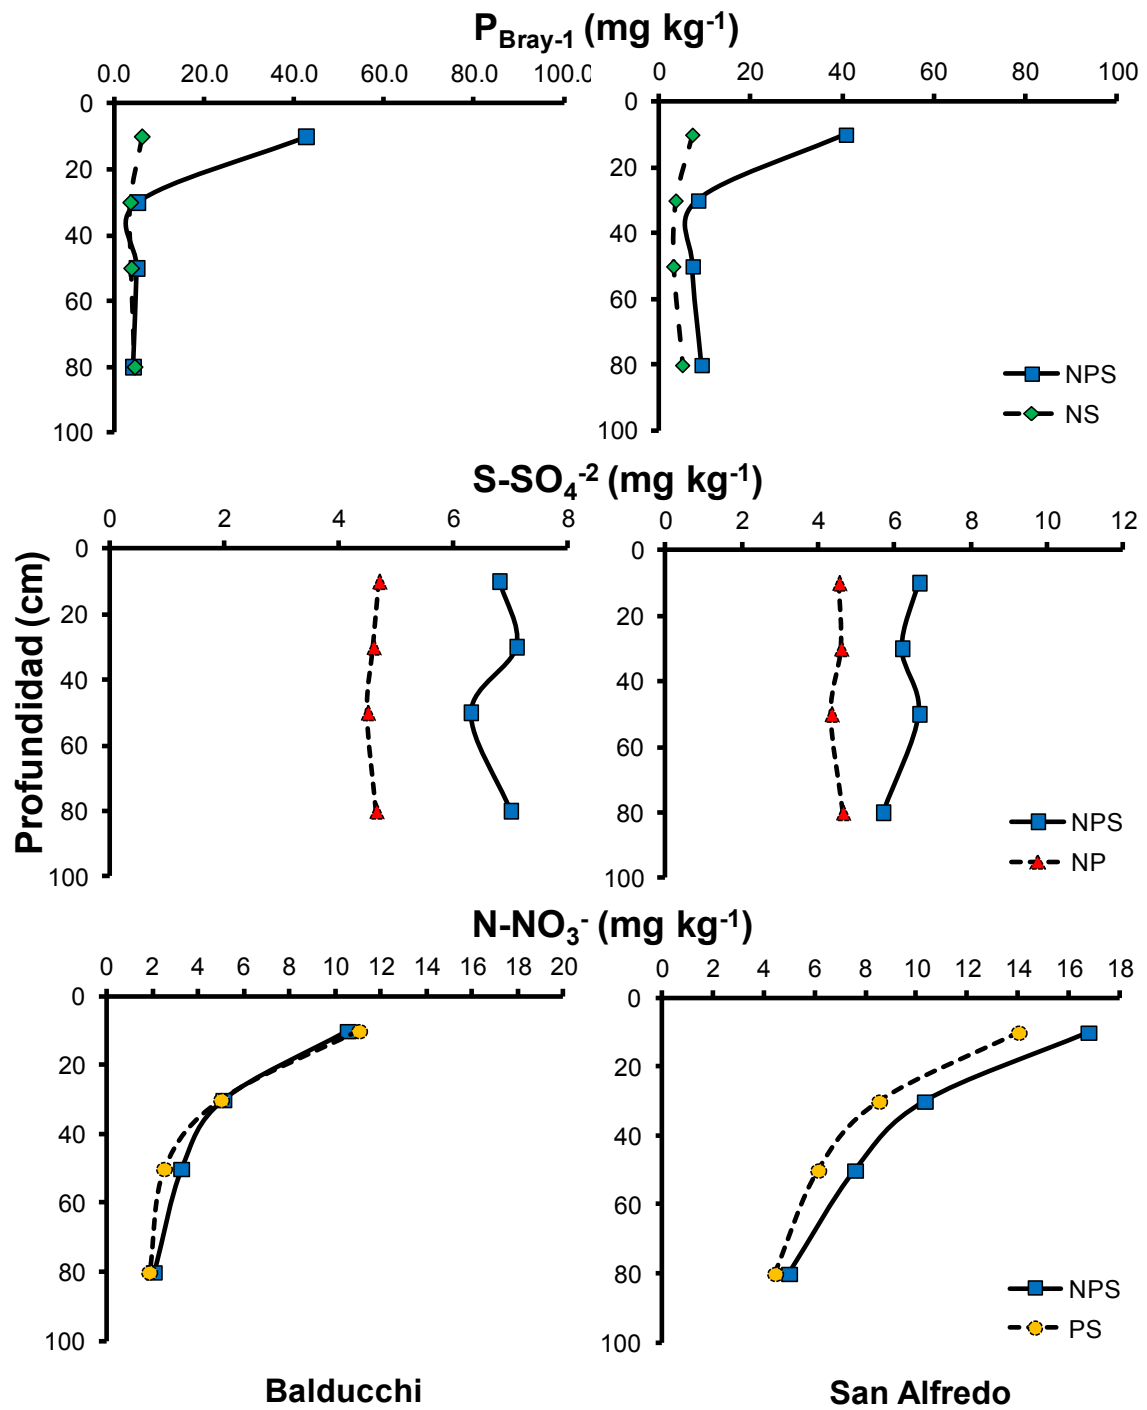 P_Bray-1 (mg kg⁻¹)
0.0 20.0 40.0 60.0 80.0 100.0
0
20
40
60
80
100
0 20 40 60 80 100
0
20
40
60
80
100
NPS
NS
S-SO₄⁻² (mg kg⁻¹)
Profundidad (cm)
0 2 4 6 8
0
20
40
60
80
100
0 2 4 6 8 10 12
0
20
40
60
80
100
NPS
NP
N-NO₃⁻ (mg kg⁻¹)
0 2 4 6 8 10 12 14 16 18 20
0
20
40
60
80
100
0 2 4 6 8 10 12 14 16 18
0
20
40
60
80
100
NPS
PS
Balducchi
San Alfredo